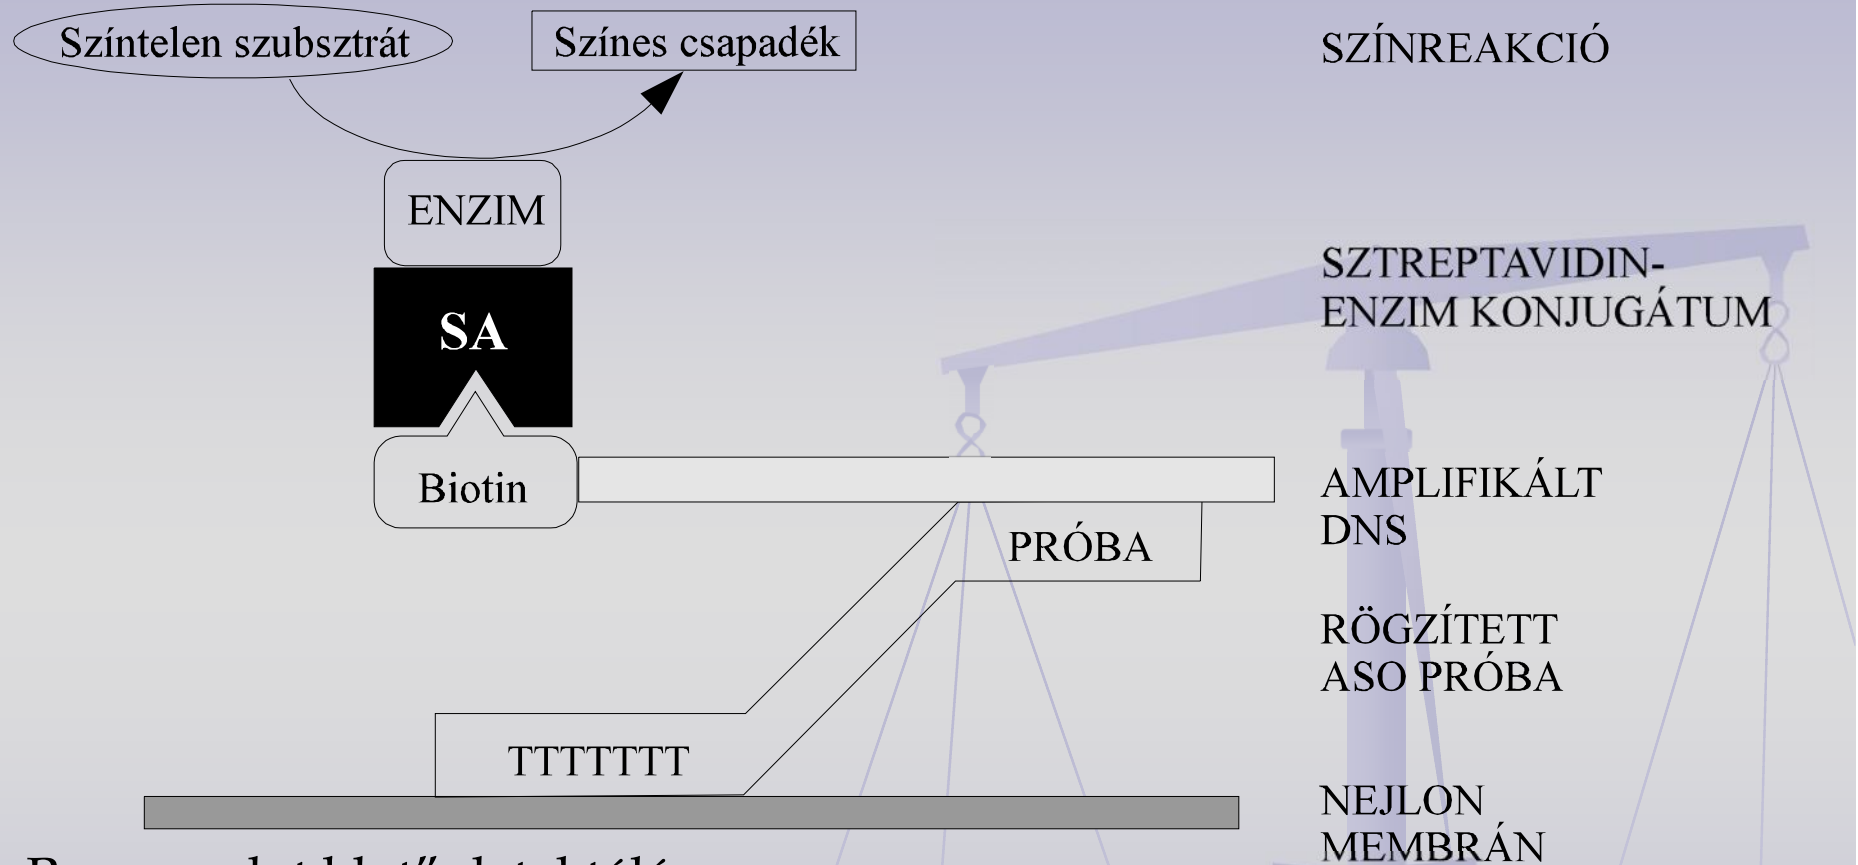 Színtelen szubsztrát
Színes csapadék
SZÍNREAKCIÓ
ENZIM
SZTREPTAVIDIN-
ENZIM KONJUGÁTUM
SA
Biotin
AMPLIFIKÁLT
DNS
PRÓBA
RÖGZÍTETT
ASO PRÓBA
TTTTTTT
NEJLON
MEMBRÁN